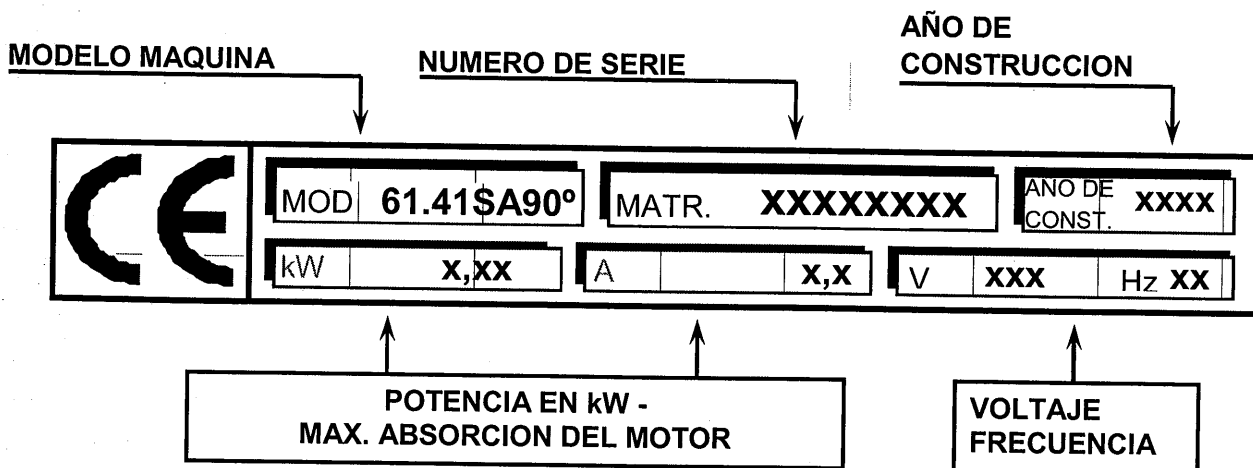 MODELO MAQUINA
NUMERO DE SERIE
AÑO DE
CONSTRUCCION
CE
MOD 61.41SA90º
MATR. XXXXXXXX
ANO DE
CONST. XXXX
kW x,xx
A x,x
V xxx Hz xx
POTENCIA EN kW -
MAX. ABSORCION DEL MOTOR
VOLTAJE
FRECUENCIA